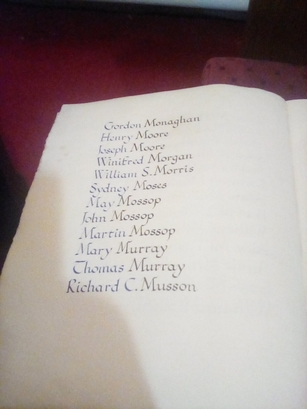 Gordon Monaghan
Henry Moore
Joseph Moore
Winifred Morgan
William S. Morris
Sydney Moses
May Mossop
John Mossop
Martin Mossop
Mary Murray
Thomas Murray
Richard C. Musson